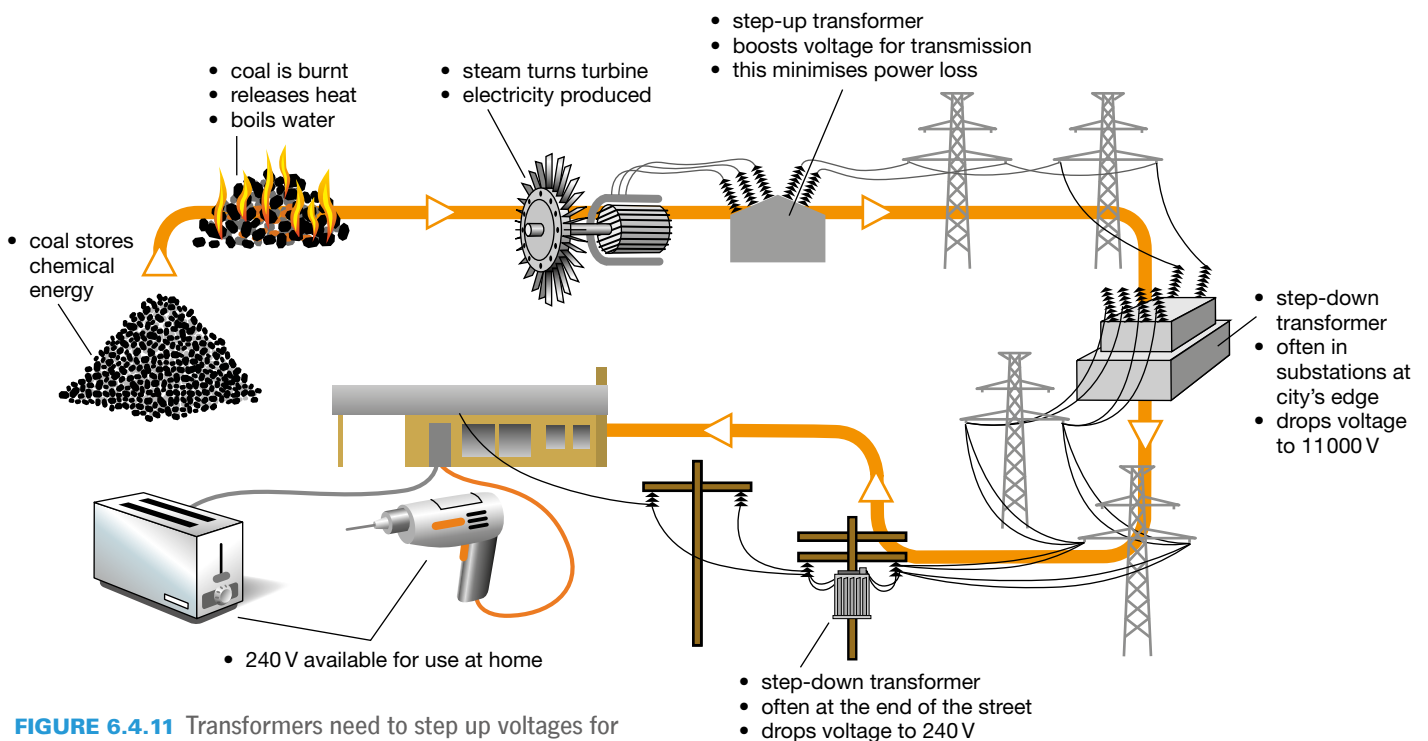 • step-up transformer
• boosts voltage for transmission
• this minimises power loss
• coal is burnt
• releases heat
• boils water
• steam turns turbine
• electricity produced
• coal stores
chemical
energy
• step-down
transformer
• often in
substations at
city's edge
• drops voltage
to 11000 V
• 240 V available for use at home
• step-down transformer
• often at the end of the street
• drops voltage to 240 V
FIGURE 6.4.11 Transformers need to step up voltages for